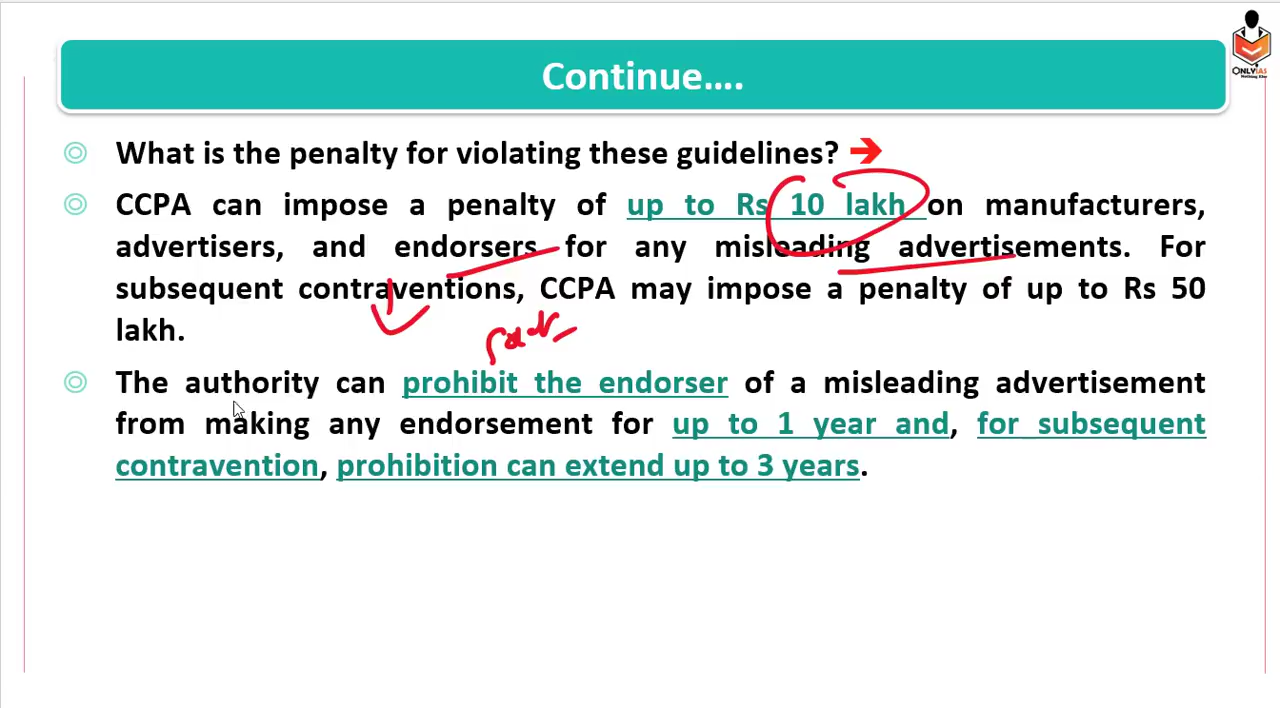 Continue....
ONLYIAS
Nothing Else
What is the penalty for violating these guidelines? ➔
CCPA can impose a penalty of up to Rs 10 lakh on manufacturers,
advertisers, and endorsers for any misleading advertisements. For
subsequent contraventions, CCPA may impose a penalty of up to Rs 50
lakh.
The authority can prohibit the endorser of a misleading advertisement
from making any endorsement for up to 1 year and, for subsequent
contravention, prohibition can extend up to 3 years.